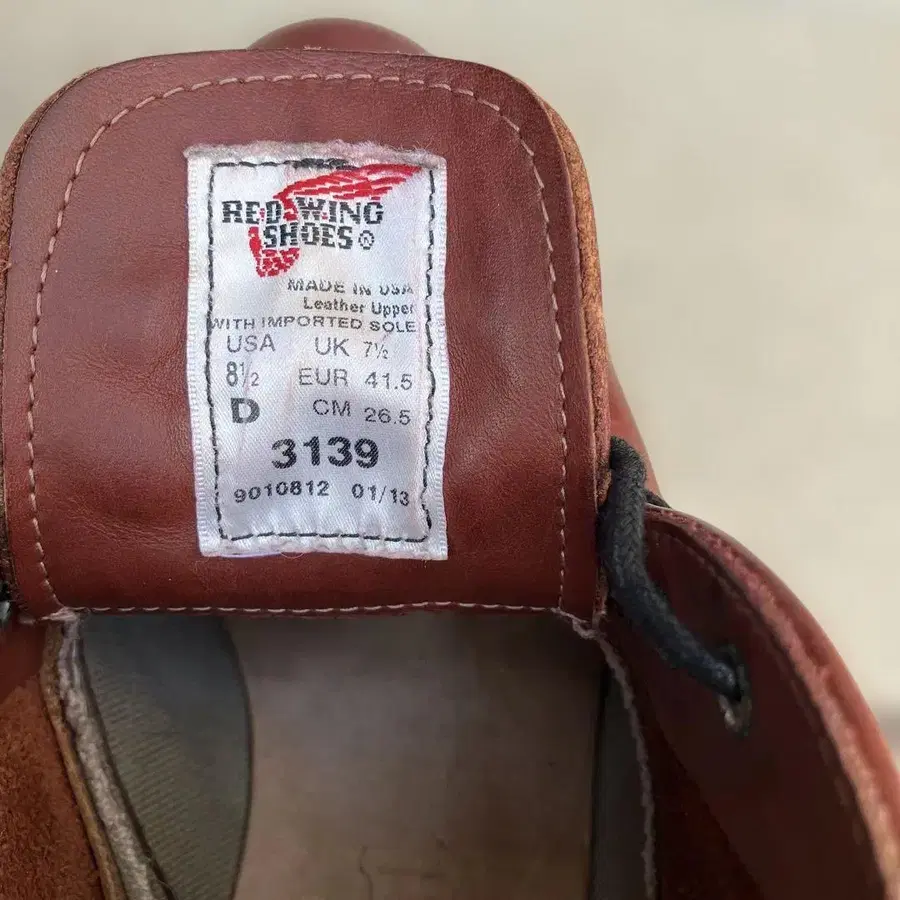 RED WING
SHOES®
MADE IN USA
Leather Upper
WITH IMPORTED SOLE
USA UK 7½
8½ EUR 41.5
D CM 26.5
3139
9010812 01/13